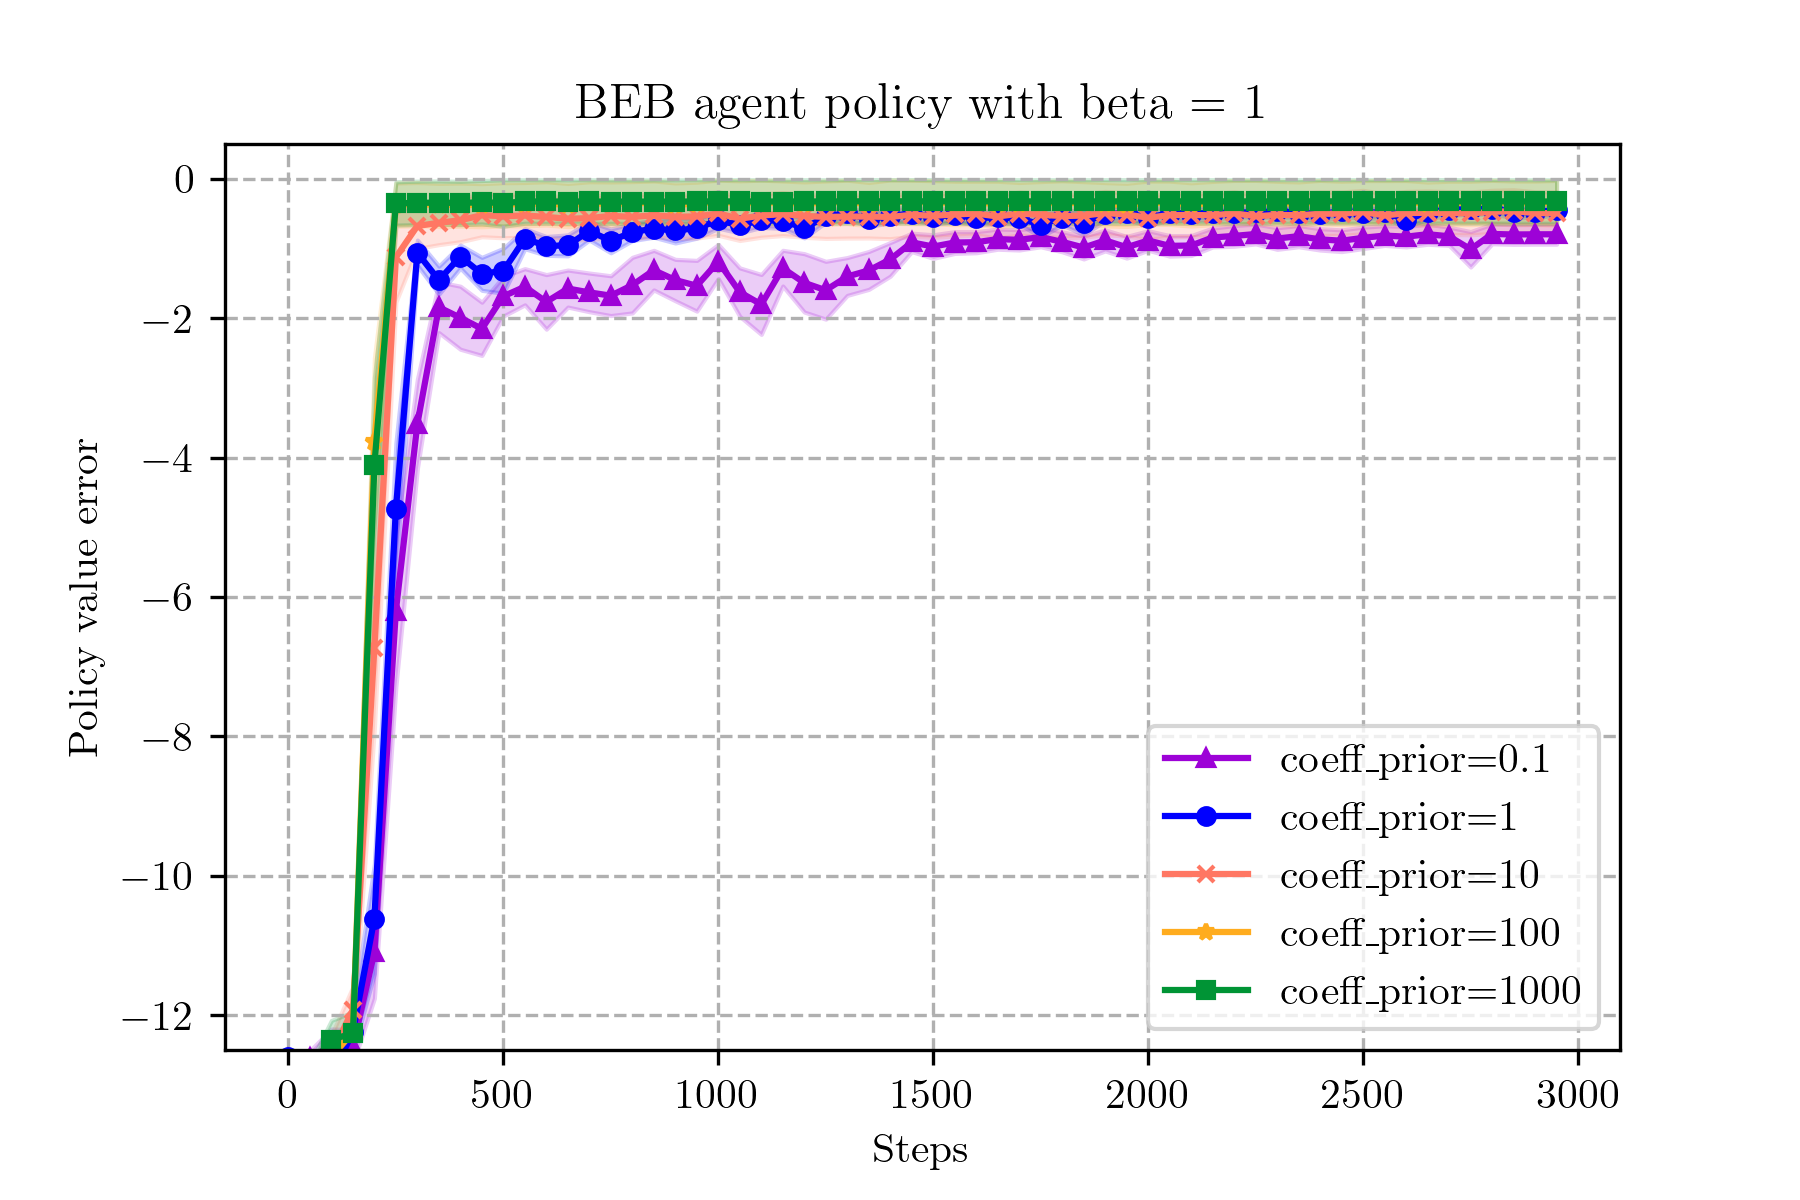 BEB agent policy with beta = 1
Policy value error
0
−2
−4
−6
−8
−10
−12
coeff_prior=0.1
coeff_prior=1
coeff_prior=10
coeff_prior=100
coeff_prior=1000
0 500 1000 1500 2000 2500 3000
Steps